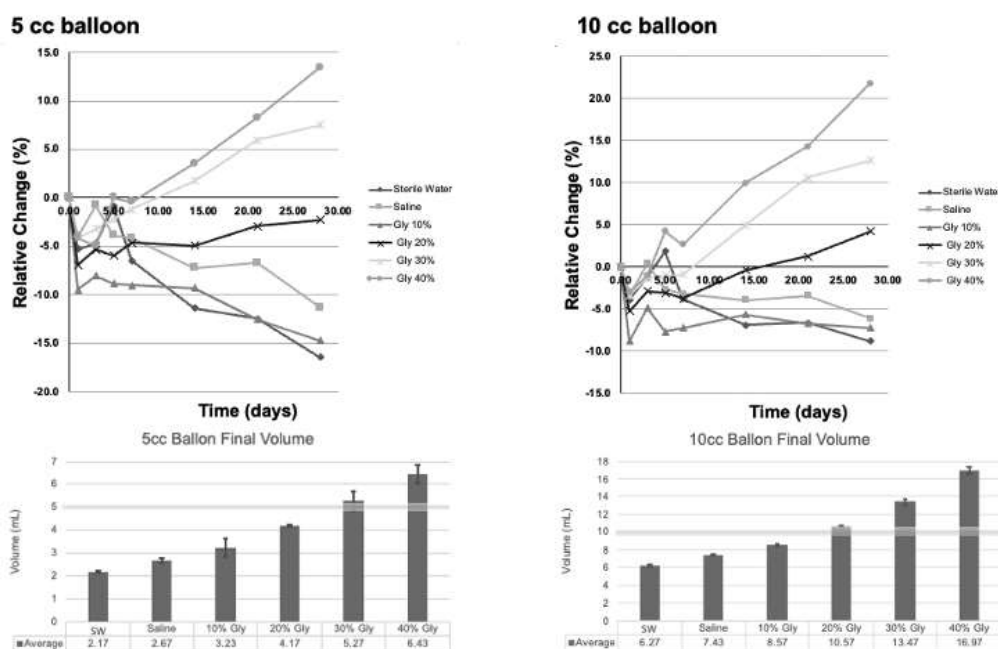 5 cc balloon
15.0
10.0
5.0
0.0
-5.0
-10.0
-15.0
-20.0
0.00 5.00 10.00 15.00 20.00 25.00 30.00
Relative Change (%)
Time (days)
Sterile Water
Saline
Gly 10%
Gly 20%
Gly 30%
Gly 40%
10 cc balloon
25.0
20.0
15.0
10.0
5.0
0.0
-5.0
-10.0
-15.0
0.00 5.00 10.00 15.00 20.00 25.00 30.00
Relative Change (%)
Time (days)
Sterile Water
Saline
Gly 10%
Gly 20%
Gly 30%
Gly 40%
5cc Ballon Final Volume
7
6
5
4
3
2
1
0
Volume (mL)
SW Saline 10% Gly 20% Gly 30% Gly 40% Gly
Average 2.17 2.67 3.23 4.17 5.27 6.43
10cc Ballon Final Volume
18
16
14
12
10
8
6
4
2
0
Volume (mL)
SW Saline 10% Gly 20% Gly 30% Gly 40% Gly
Average 6.27 7.43 8.57 10.57 13.47 16.97